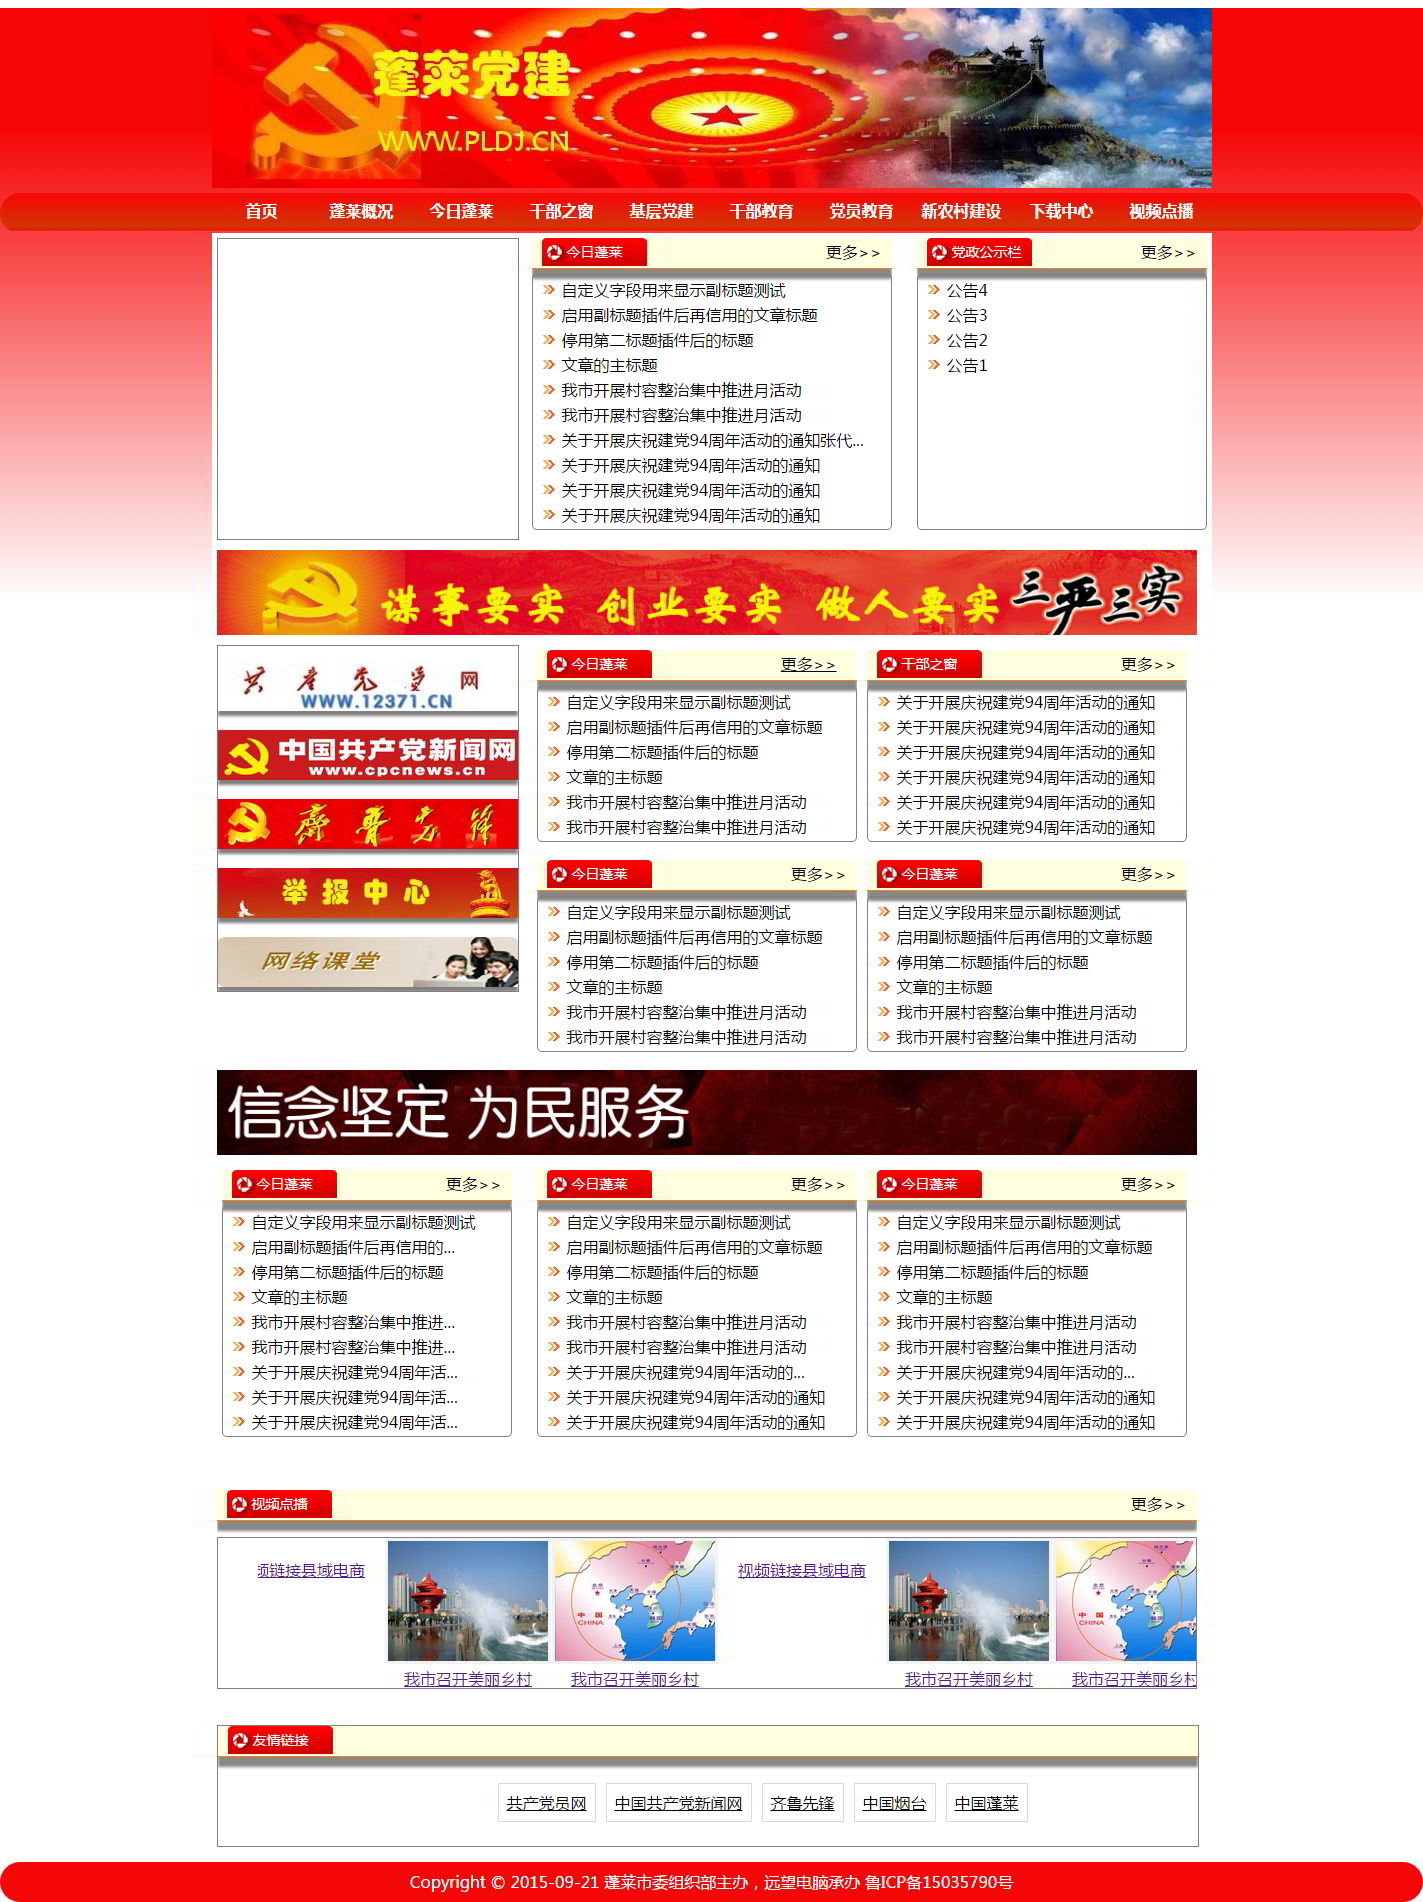 蓬莱党建
WWW.PLDJ.CN
首页 蓬莱概况 今日蓬莱 干部之窗 基层党建 干部教育 党员教育 新农村建设 下载中心 视频点播
今日蓬莱 更多>>
自定义字段用来显示副标题测试
启用副标题插件后再信用的文章标题
停用第二标题插件后的标题
文章的主标题
我市开展村容整治集中推进月活动
我市开展村容整治集中推进月活动
关于开展庆祝建党94周年活动的通知张代...
关于开展庆祝建党94周年活动的通知
关于开展庆祝建党94周年活动的通知
关于开展庆祝建党94周年活动的通知
党政公示栏 更多>>
公告4
公告3
公告2
公告1
谋事要实 创业要实 做人要实 三严三实
共产党员网
WWW.12371.CN
中国共产党新闻网
www.cpcnews.cn
齐鲁先锋
举报中心
网络课堂
今日蓬莱 更多>>
自定义字段用来显示副标题测试
启用副标题插件后再信用的文章标题
停用第二标题插件后的标题
文章的主标题
我市开展村容整治集中推进月活动
我市开展村容整治集中推进月活动
干部之窗 更多>>
关于开展庆祝建党94周年活动的通知
关于开展庆祝建党94周年活动的通知
关于开展庆祝建党94周年活动的通知
关于开展庆祝建党94周年活动的通知
关于开展庆祝建党94周年活动的通知
关于开展庆祝建党94周年活动的通知
今日蓬莱 更多>>
自定义字段用来显示副标题测试
启用副标题插件后再信用的文章标题
停用第二标题插件后的标题
文章的主标题
我市开展村容整治集中推进月活动
我市开展村容整治集中推进月活动
今日蓬莱 更多>>
自定义字段用来显示副标题测试
启用副标题插件后再信用的文章标题
停用第二标题插件后的标题
文章的主标题
我市开展村容整治集中推进月活动
我市开展村容整治集中推进月活动
信念坚定 为民服务
今日蓬莱 更多>>
自定义字段用来显示副标题测试
启用副标题插件后再信用的...
停用第二标题插件后的标题
文章的主标题
我市开展村容整治集中推进...
我市开展村容整治集中推进...
关于开展庆祝建党94周年活...
关于开展庆祝建党94周年活...
关于开展庆祝建党94周年活...
今日蓬莱 更多>>
自定义字段用来显示副标题测试
启用副标题插件后再信用的文章标题
停用第二标题插件后的标题
文章的主标题
我市开展村容整治集中推进月活动
我市开展村容整治集中推进月活动
关于开展庆祝建党94周年活动的...
关于开展庆祝建党94周年活动的通知
关于开展庆祝建党94周年活动的通知
今日蓬莱 更多>>
自定义字段用来显示副标题测试
启用副标题插件后再信用的文章标题
停用第二标题插件后的标题
文章的主标题
我市开展村容整治集中推进月活动
我市开展村容整治集中推进月活动
关于开展庆祝建党94周年活动的...
关于开展庆祝建党94周年活动的通知
关于开展庆祝建党94周年活动的通知
视频点播 更多>>
频链接县域电商 视频链接县域电商
中国 中国
CHINA CHINA
我市召开美丽乡村 我市召开美丽乡村 我市召开美丽乡村 我市召开美丽乡村
友情链接
共产党员网 中国共产党新闻网 齐鲁先锋 中国烟台 中国蓬莱
Copyright © 2015-09-21 蓬莱市委组织部主办，远望电脑承办 鲁ICP备15035790号